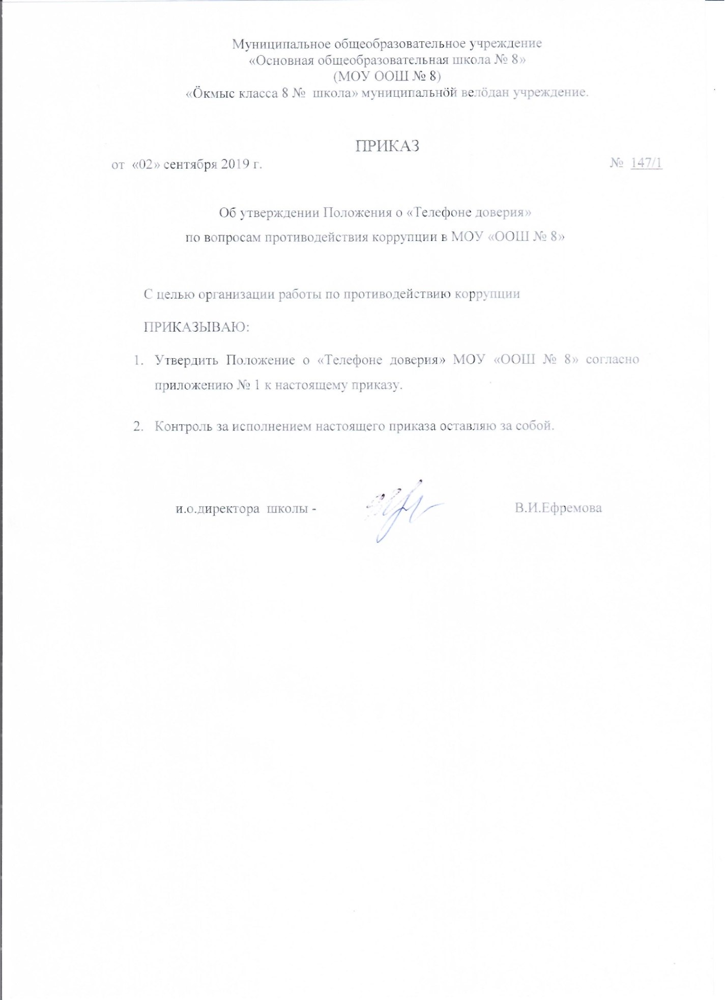 Муниципальное общеобразовательное учреждение
«Основная общеобразовательная школа № 8»
(МОУ ООШ № 8)
«Ӧкмыс класса 8 № школа» муниципальнӧй велӧдан учреждение.
ПРИКАЗ
от «02» сентября 2019 г. № 147/1
Об утверждении Положения о «Телефоне доверия»
по вопросам противодействия коррупции в МОУ «ООШ № 8»
С целью организации работы по противодействию коррупции
ПРИКАЗЫВАЮ:
1. Утвердить Положение о «Телефоне доверия» МОУ «ООШ № 8» согласно
приложению № 1 к настоящему приказу.
2. Контроль за исполнением настоящего приказа оставляю за собой.
и.о.директора школы - В.И.Ефремова